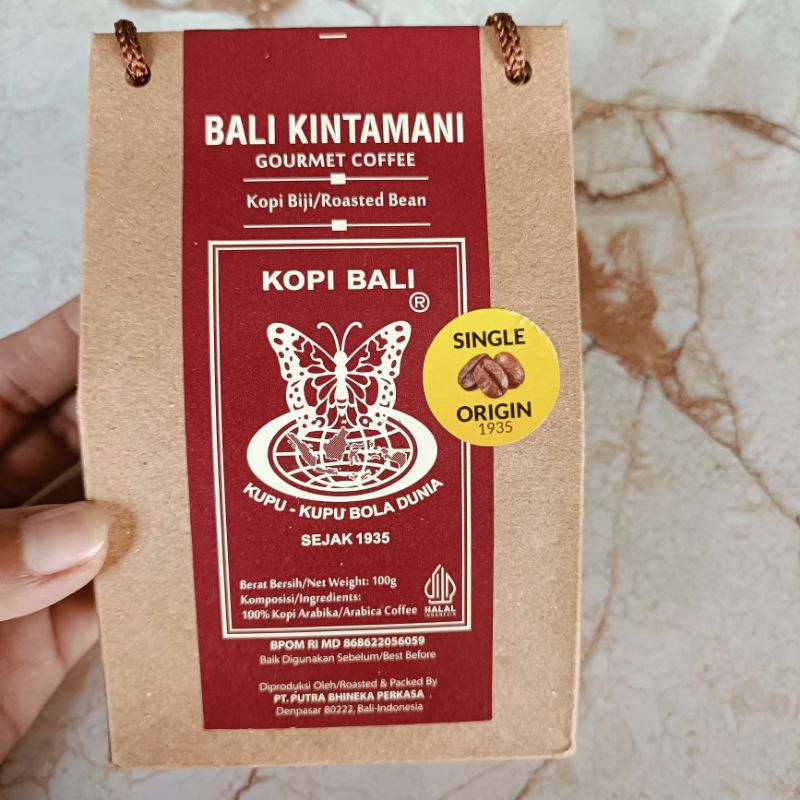 BALI KINTAMANI
GOURMET COFFEE
Kopi Biji/Roasted Bean
KOPI BALI
®
SINGLE
ORIGIN
1935
KUPU - KUPU BOLA DUNIA
SEJAK 1935
Berat Bersih/Net Weight: 100g
Komposisi/Ingredients:
100% Kopi Arabika/Arabica Coffee
HALAL
INDONESIA
BPOM RI MD 868622056059
Baik Digunakan Sebelum/Best Before
Diproduksi Oleh/Roasted & Packed By
PT. PUTRA BHINEKA PERKASA
Denpasar 80222, Bali-Indonesia